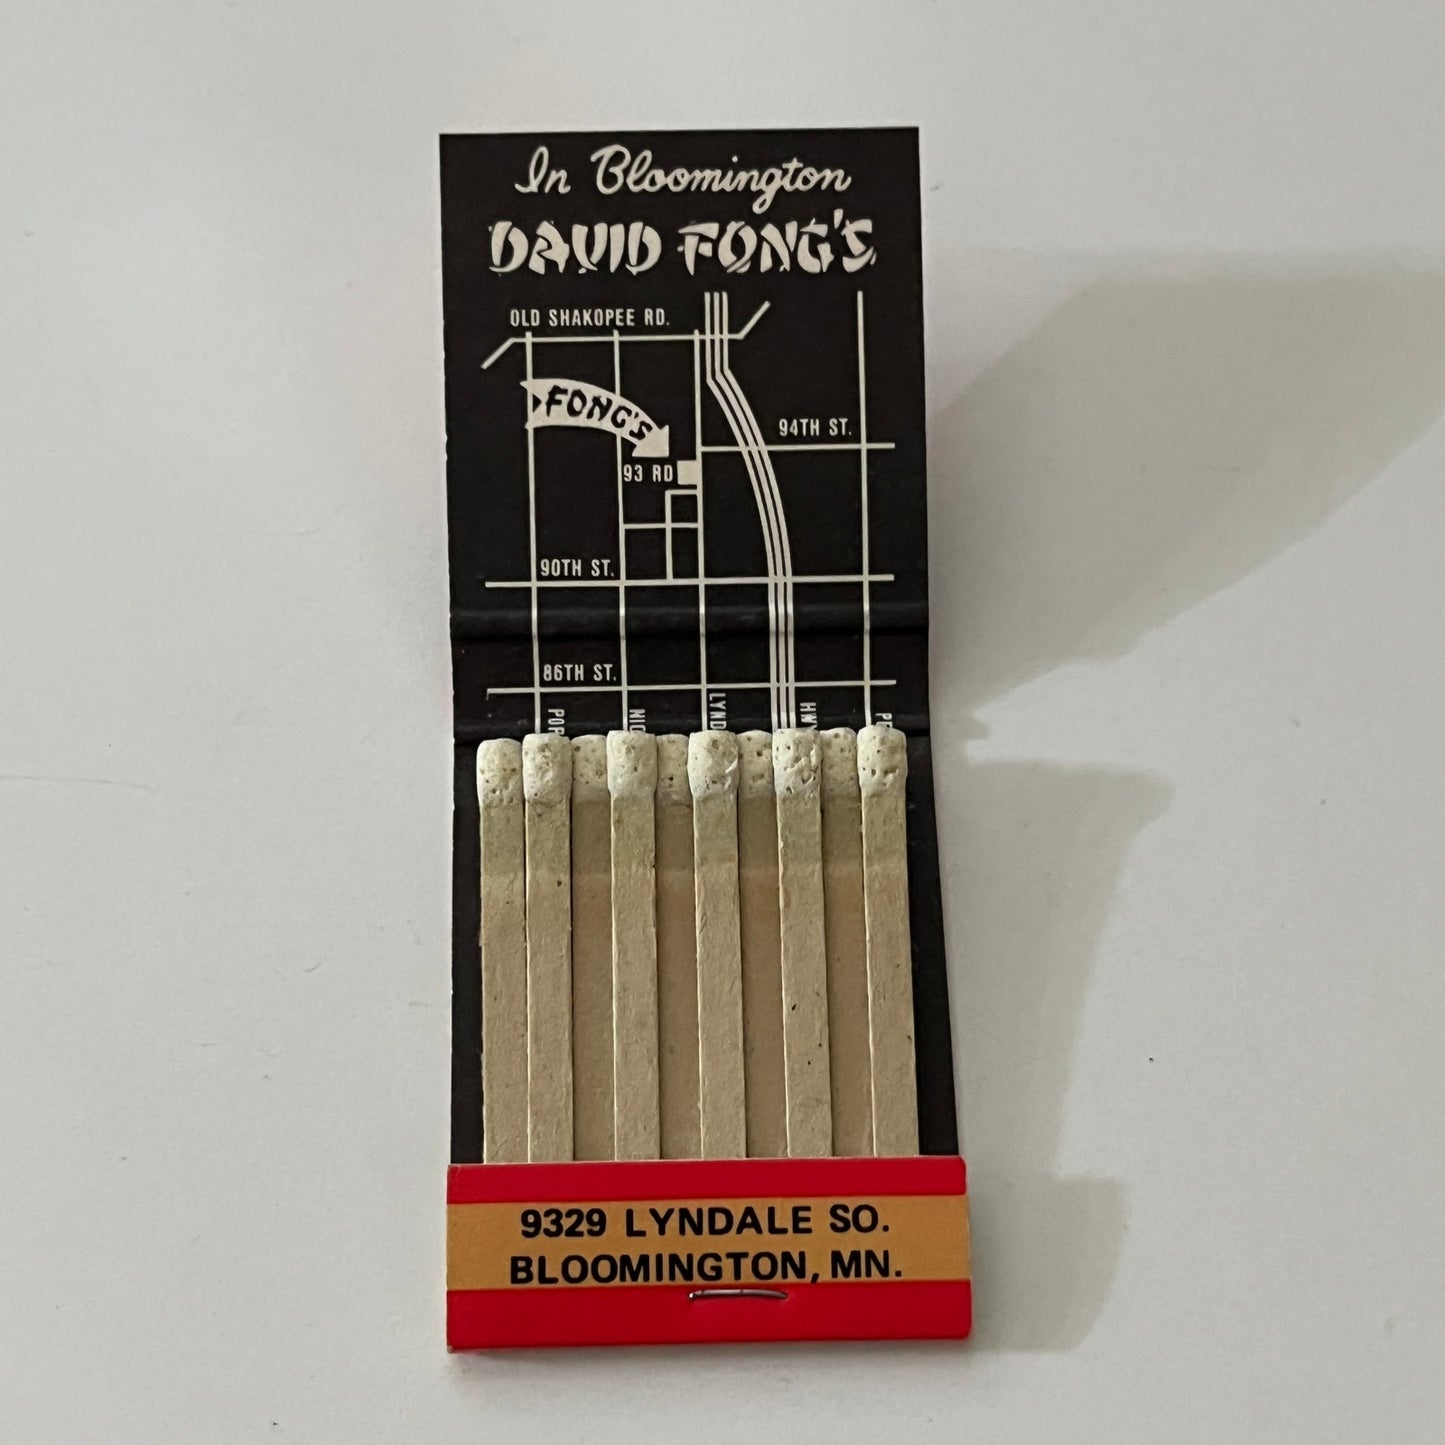 In Bloomington
DAVID FONG'S
OLD SHAKOPEE RD.
FONG'S
94TH ST.
93 RD
90TH ST.
86TH ST.
9329 LYNDALE SO.
BLOOMINGTON, MN.